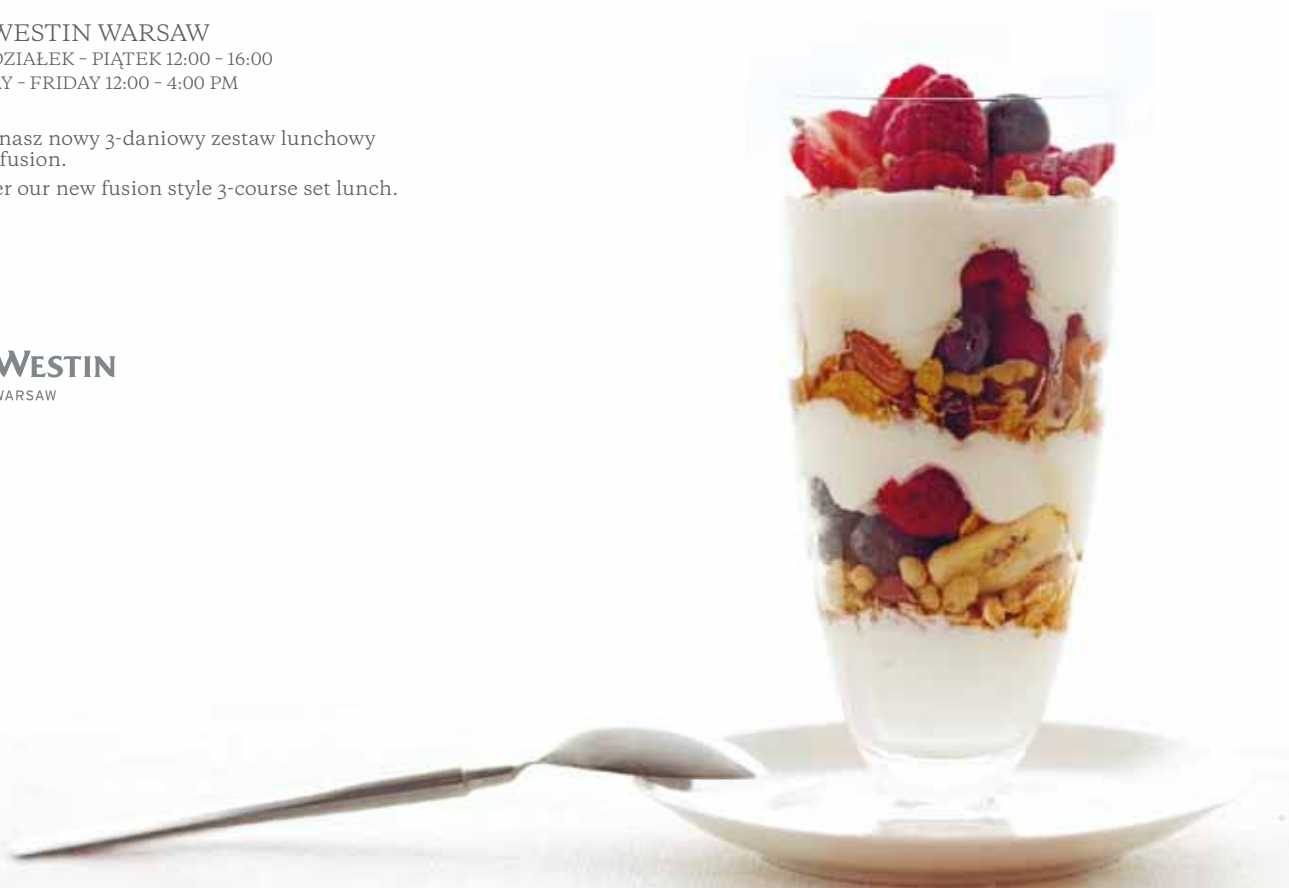 WESTIN WARSAW
DZIAŁEK – PIĄTEK 12:00 – 16:00
Y – FRIDAY 12:00 – 4:00 PM
nasz nowy 3-daniowy zestaw lunchowy
fusion.
er our new fusion style 3-course set lunch.
WESTIN
WARSAW